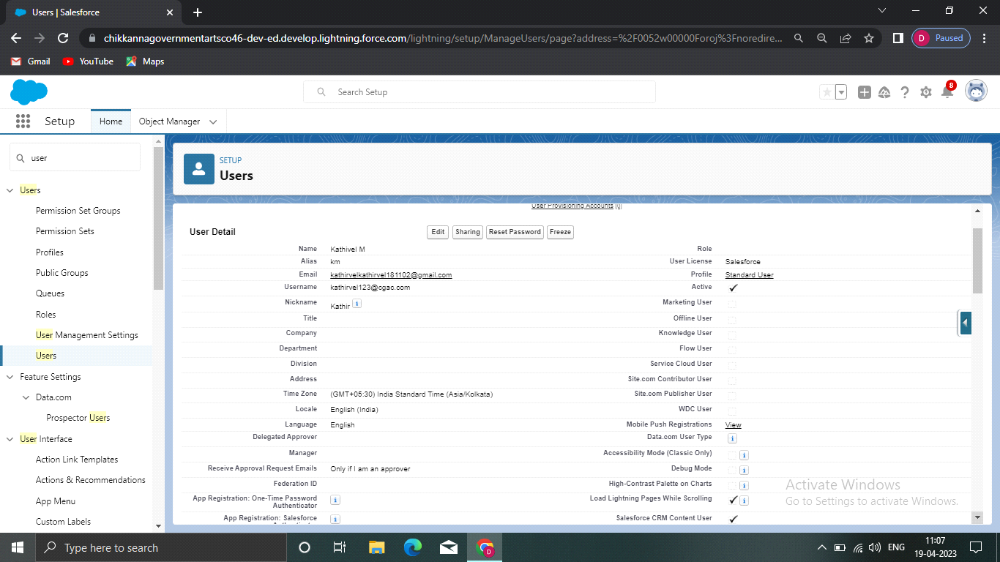 Users | Salesforce
chikkannagovernmentartsco46-dev-ed.develop.lightning.force.com/lightning/setup/ManageUsers/page?address=%2F0052w00000Foroj%3Fnoredire...
D Paused
Gmail YouTube Maps
Search Setup
8
Setup Home Object Manager
user
Users
Permission Set Groups
Permission Sets
Profiles
Public Groups
Queues
Roles
User Management Settings
Users
Feature Settings
Data.com
Prospector Users
User Interface
Action Link Templates
Actions & Recommendations
App Menu
Custom Labels
SETUP
Users
User Provisioning Accounts [0]
User Detail Edit Sharing Reset Password Freeze
Name Kathivel M Role
Alias km User License Salesforce
Email kathirvelkathirvel181102@gmail.com Profile Standard User
Username kathirvel123@cgac.com Active
Nickname Kathir i Marketing User
Title Offline User
Company Knowledge User
Department Flow User
Division Service Cloud User
Address Site.com Contributor User
Time Zone (GMT+05:30) India Standard Time (Asia/Kolkata) Site.com Publisher User
Locale English (India) WDC User
Language English Mobile Push Registrations View
Delegated Approver Data.com User Type i
Manager Accessibility Mode (Classic Only) i
Receive Approval Request Emails Only if I am an approver Debug Mode i
Federation ID High-Contrast Palette on Charts i
App Registration: One-Time Password i Load Lightning Pages While Scrolling i
Authenticator
App Registration: Salesforce i Salesforce CRM Content User
Activate Windows
Go to Settings to activate Windows.
Type here to search
D
ENG
11:07
19-04-2023